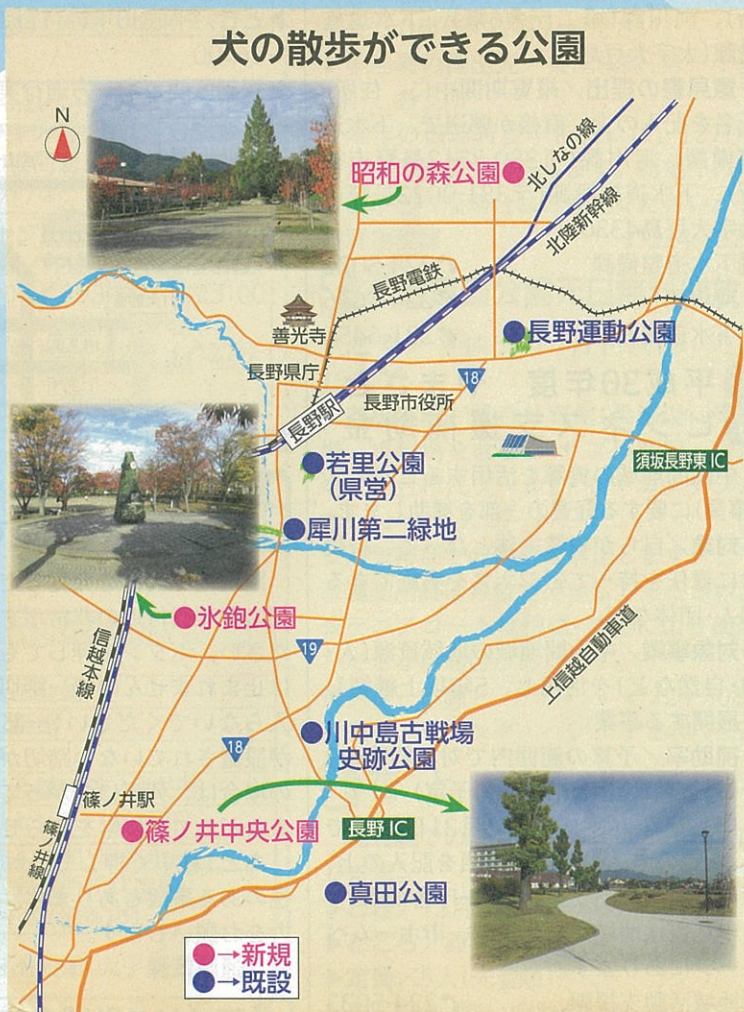 犬の散歩ができる公園
N
昭和の森公園
北しなの線
北陸新幹線
長野電鉄
善光寺
長野運動公園
長野県庁
18
長野市役所
長野駅
若里公園
(県営)
須坂長野東IC
犀川第二緑地
氷鉋公園
信越本線
19
上信越自動車道
川中島古戦場
史跡公園
18
篠ノ井駅
篠ノ井中央公園
長野IC
篠ノ井線
真田公園
→新規
→既設